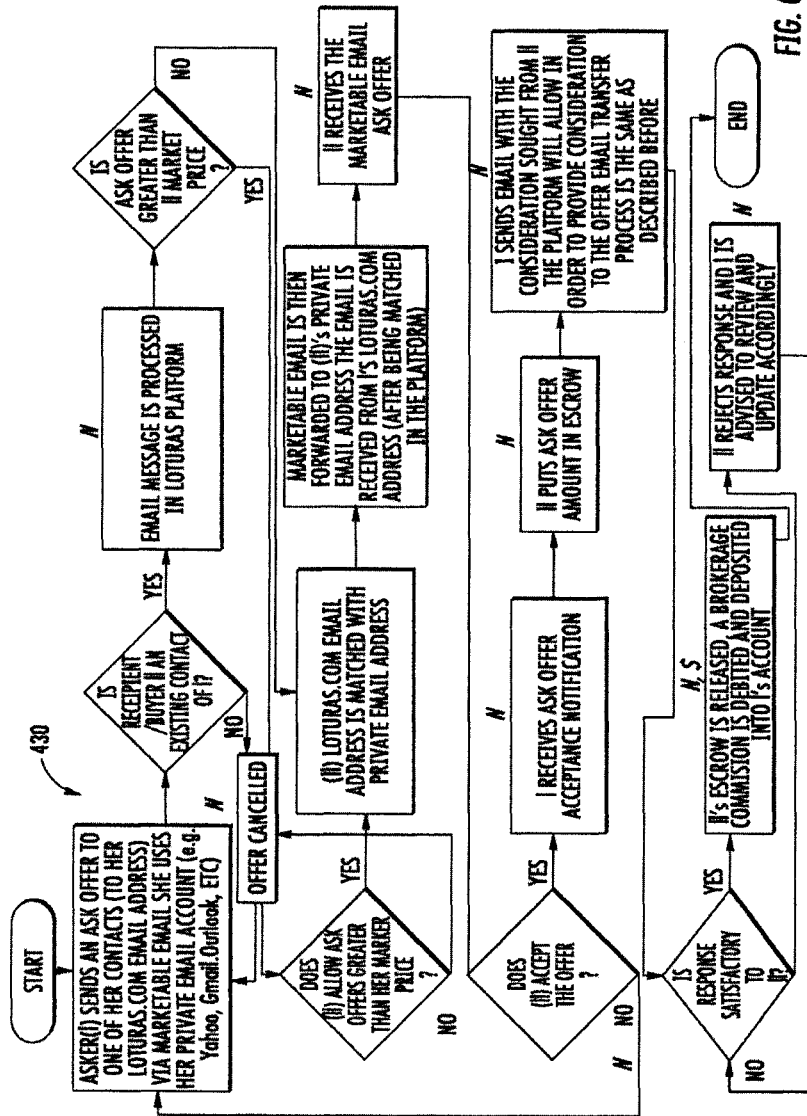 430
START
ASKER(I) SENDS AN ASK OFFER TO
ONE OF HER CONTACTS (TO HER
LOTURAS.COM EMAIL ADDRESS)
VIA MARKETABLE EMAIL SHE USES
HER PRIVATE EMAIL ACCOUNT (e.g.
Yahoo, Gmail.Outlook, ETC)
IS
RECEIPIENT
/BUYER II AN
EXISTING CONTACT
OF I?
YES
NO
N
EMAIL MESSAGE IS PROCESSED
IN LOTURAS PLATFORM
IS
ASK OFFER
GREATER THAN
II MARKET
PRICE
?
NO
YES
N
OFFER CANCELLED
DOES
(II) ALLOW ASK
OFFERS GREATER
THAN HER MARKER
PRICE
?
YES
NO
(II) LOTURAS.COM EMAIL
ADDRESS IS MATCHED WITH
PRIVATE EMAIL ADDRESS
MARKETABLE EMAIL IS THEN
FORWARDED TO (II)'S PRIVATE
EMAIL ADDRESS THE EMAIL IS
RECEIVED FROM I'S LOTURAS.COM
ADDRESS (AFTER BEING MATCHED
IN THE PLATFORM)
N
II RECEIVES THE
MARKETABLE EMAIL
ASK OFFER
DOES
(II) ACCEPT
THE OFFER
?
YES
NO
N
N
I RECEIVES ASK OFFER
ACCEPTANCE NOTIFICATION
N
II PUTS ASK OFFER
AMOUNT IN ESCROW
N
I SENDS EMAIL WITH THE
CONSIDERATION SOUGHT FROM II
THE PLATFORM WILL ALLOW IN
ORDER TO PROVIDE CONSIDERATION
TO THE OFFER EMAIL TRANSFER
PROCESS IS THE SAME AS
DESCRIBED BEFORE
IS
RESPONSE
SATISFACTORY
TO
II?
YES
NO
N, $
II's ESCROW IS RELEASED, A BROKERAGE
COMMISION IS DEBITED AND DEPOSITED
INTO I's ACCOUNT
N
II REJECTS RESPONSE AND I IS
ADVISED TO REVIEW AND
UPDATE ACCORDINGLY
END
FIG.